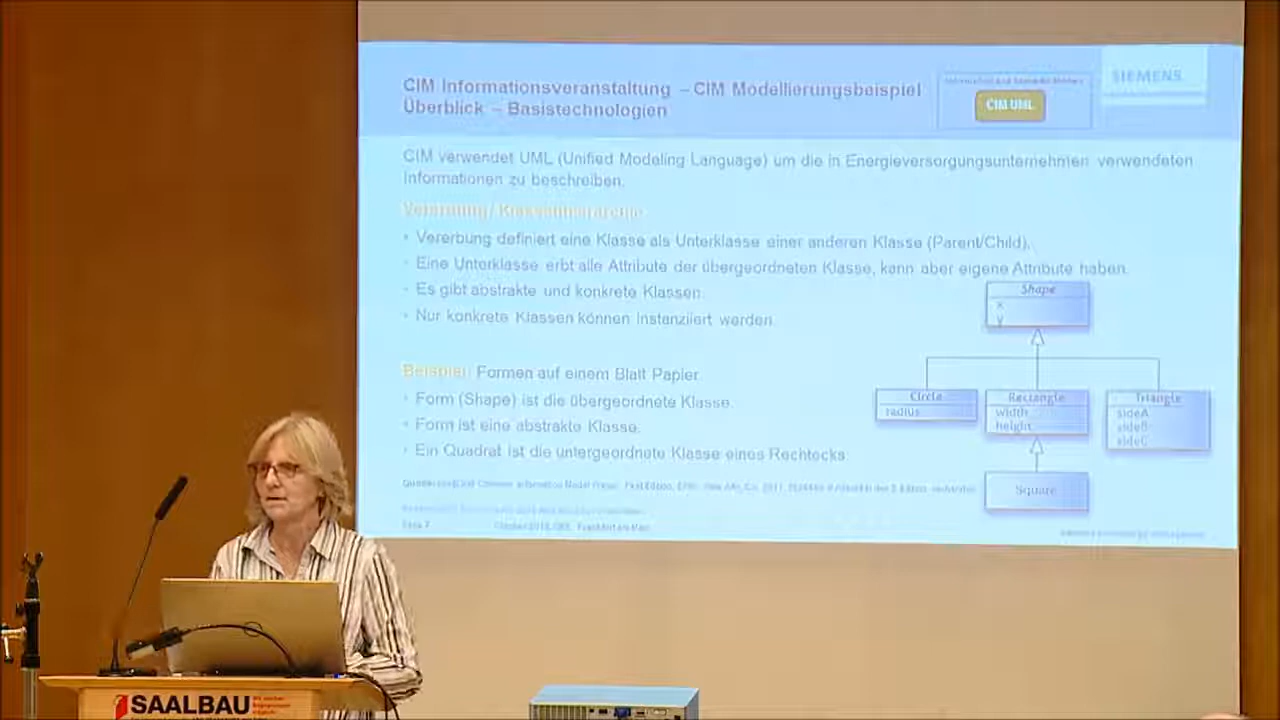 CIM Informationsveranstaltung – CIM Modellierungsbeispiel
Überblick – Basistechnologien
CIM UML
SIEMENS
CIM verwendet UML (Unified Modeling Language) um die in Energieversorgungsunternehmen verwendeten
Informationen zu beschreiben.
Vererbung / Klassenhierarchie
• Vererbung definiert eine Klasse als Unterklasse einer anderen Klasse (Parent/Child).
• Eine Unterklasse erbt alle Attribute der übergeordneten Klasse, kann aber eigene Attribute haben.
• Es gibt abstrakte und konkrete Klassen.
• Nur konkrete Klassen können instanziiert werden.
Shape
x
y
Beispiel: Formen auf einem Blatt Papier
• Form (Shape) ist die übergeordnete Klasse.
• Form ist eine abstrakte Klasse.
• Ein Quadrat ist die untergeordnete Klasse eines Rechtecks.
Circle
radius
Rectangle
width
height
Triangle
sideA
sideB
sideC
Square
Seite 7
SAALBAU